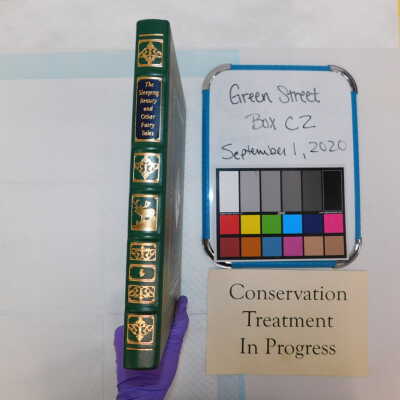 The
Sleeping
Beauty
and
Other
Fairy
Tales
Green Street
Box C2
September 1, 2020
Conservation
Treatment
In Progress